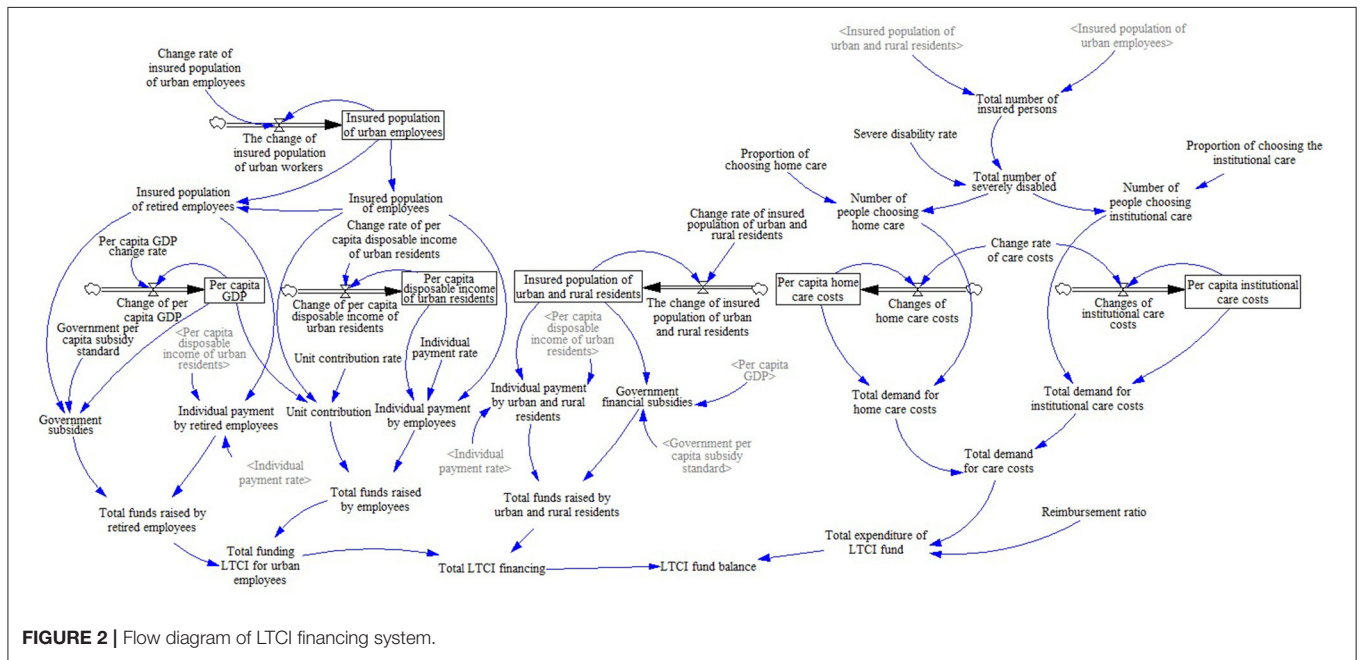 <Insured population of
urban and rural residents>
<Insured population of
urban employees>
Change rate of
insured population
of urban employees
Total number of
insured persons
Insured population
of urban employees
The change of
insured population
of urban workers
Severe disability rate
Proportion of
choosing home care
Proportion of choosing the
institutional care
Total number of
severely disabled
Insured population
of retired employees
Insured population
of employees
Number of
people choosing
home care
Number of
people choosing
institutional care
Change rate of per
capita disposable income
of urban residents
Change rate of insured
population of urban and
rural residents
Per capita GDP
change rate
Change rate
of care costs
Per capita
GDP
Change of per
capita GDP
Per capita
disposable income
of urban residents
Change of per capita
disposable income of
urban residents
Insured population of
urban and rural residents
The change of insured
population of urban
and rural residents
Per capita home
care costs
Changes of
home care costs
Per capita institutional
care costs
Changes of
institutional care costs
Government per
capita subsidy
standard
<Per capita
disposable
income of urban
residents>
Unit contribution rate
Individual
payment rate
<Per capita
disposable
income of urban
residents>
<Per capita
GDP>
Government
subsidies
Individual payment
by retired employees
Unit contribution
Individual payment
by employees
Individual payment
by urban and rural
residents
Government
financial subsidies
Total demand for
home care costs
Total demand for
institutional care costs
<Individual
payment rate>
<Individual
payment rate>
<Government per
capita subsidy
standard>
Total demand
for care costs
Total funds raised by
retired employees
Total funds raised
by employees
Total funds raised by
urban and rural residents
Reimbursement ratio
Total funding
LTCI for urban
employees
Total LTCI financing
LTCI fund balance
Total expenditure of
LTCI fund
FIGURE 2 | Flow diagram of LTCI financing system.